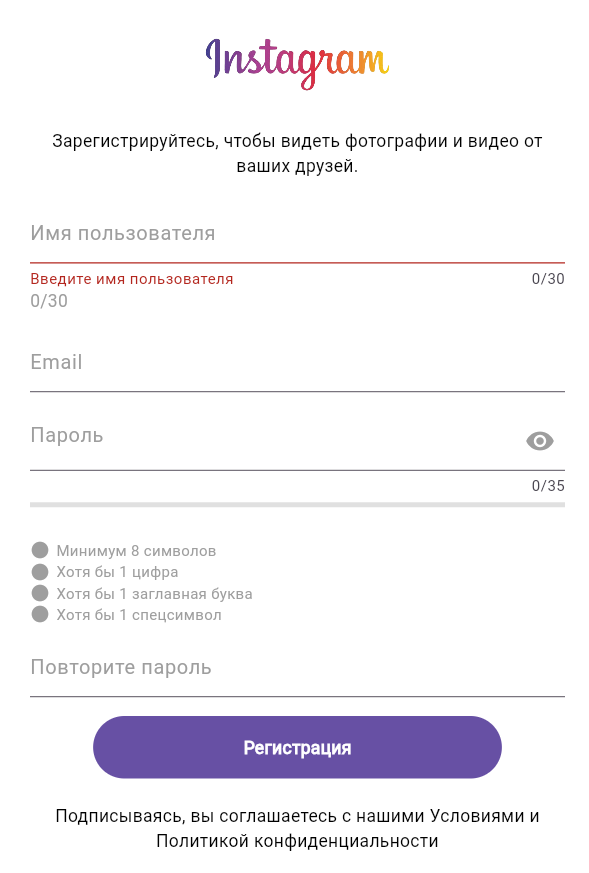 Instagram
Зарегистрируйтесь, чтобы видеть фотографии и видео от
ваших друзей.
Имя пользователя
Введите имя пользователя 0/30
0/30
Email
Пароль
0/35
Минимум 8 символов
Хотя бы 1 цифра
Хотя бы 1 заглавная буква
Хотя бы 1 спецсимвол
Повторите пароль
Регистрация
Подписываясь, вы соглашаетесь с нашими Условиями и
Политикой конфиденциальности